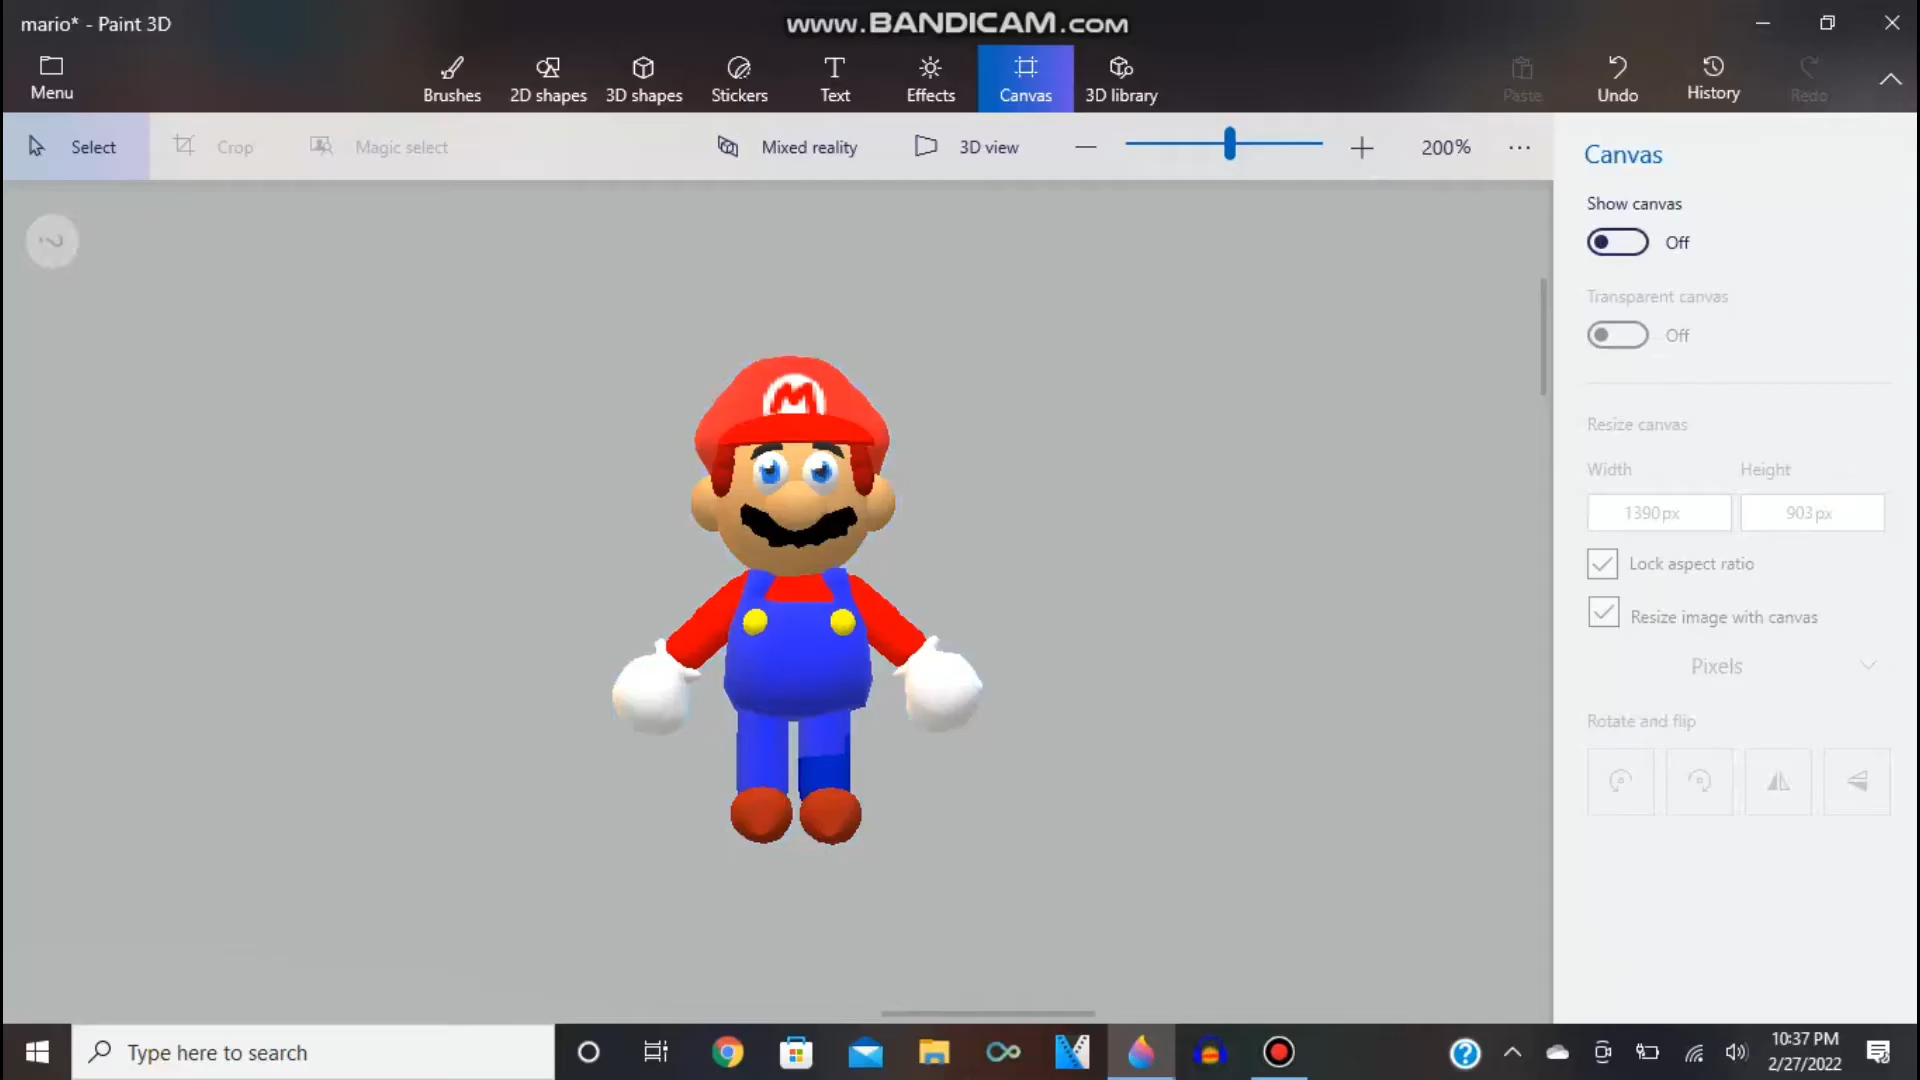 mario* - Paint 3D
www.BANDICAM.com
Menu
Brushes
2D shapes
3D shapes
Stickers
Text
Effects
Canvas
3D library
Paste
Undo
History
Redo
Select
Crop
Magic select
Mixed reality
3D view
200%
Canvas
Show canvas
Off
Transparent canvas
Off
Resize canvas
Width
Height
1390px
903px
Lock aspect ratio
Resize image with canvas
Pixels
Rotate and flip
M
Type here to search
10:37 PM
2/27/2022